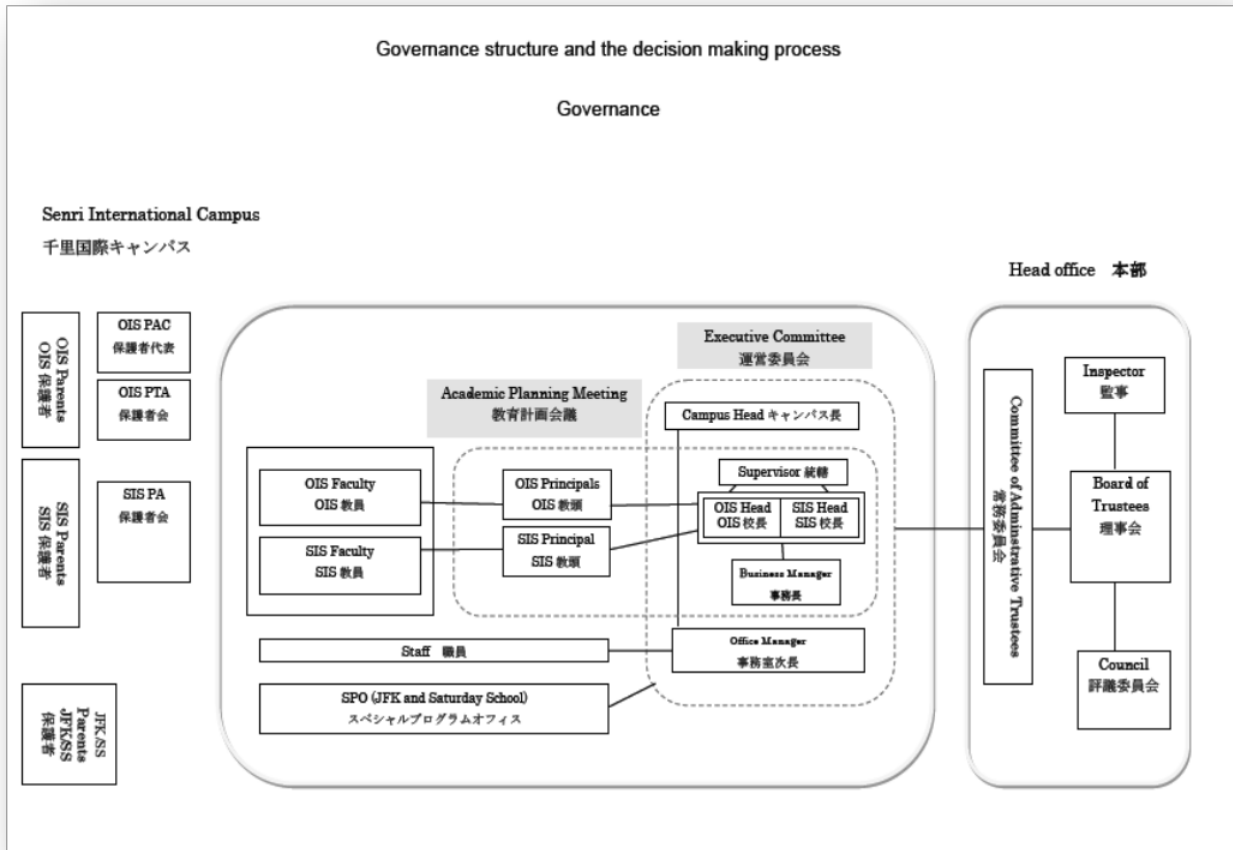 Governance structure and the decision making process
Governance
Senri International Campus
千里国際キャンパス
Head office 本部
OIS Parents
OIS 保護者
OIS PAC
保護者代表
OIS PTA
保護者会
SIS Parents
SIS 保護者
SIS PA
保護者会
JFK/SS
Parents
JFK/SS
保護者
Executive Committee
運営委員会
Academic Planning Meeting
教育計画会議
Campus Head キャンパス長
Supervisor 統轄
OIS Faculty
OIS 教員
OIS Principals
OIS 教頭
OIS Head
OIS 校長
SIS Head
SIS 校長
SIS Faculty
SIS 教員
SIS Principal
SIS 教頭
Business Manager
事務長
Staff 職員
Office Manager
事務室次長
SPO (JFK and Saturday School)
スペシャルプログラムオフィス
Committee of Adminstrative Trustees
常務委員会
Inspector
監事
Board of
Trustees
理事会
Council
評議委員会